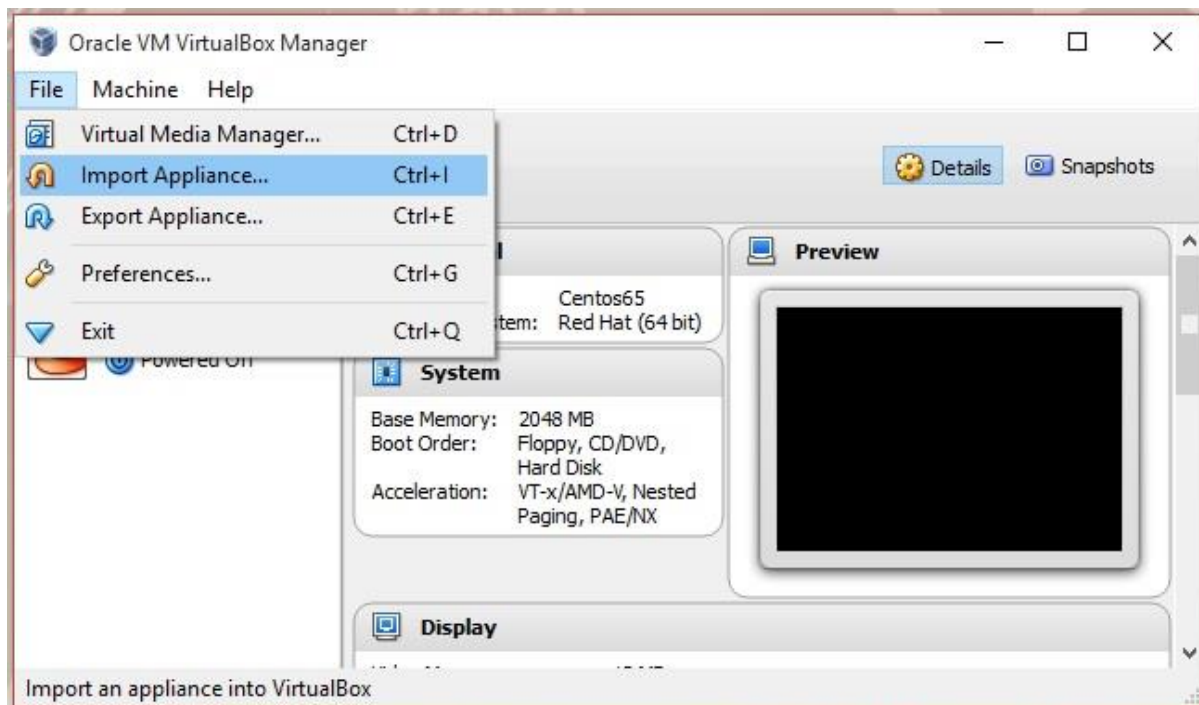 Oracle VM VirtualBox Manager
File Machine Help
Virtual Media Manager... Ctrl+D
Import Appliance... Ctrl+I
Export Appliance... Ctrl+E
Preferences... Ctrl+G
Exit Ctrl+Q
Details Snapshots
Powered Off
Centos65
Red Hat (64 bit)
System
Base Memory: 2048 MB
Boot Order: Floppy, CD/DVD,
Hard Disk
Acceleration: VT-x/AMD-V, Nested
Paging, PAE/NX
Preview
Display
Import an appliance into VirtualBox